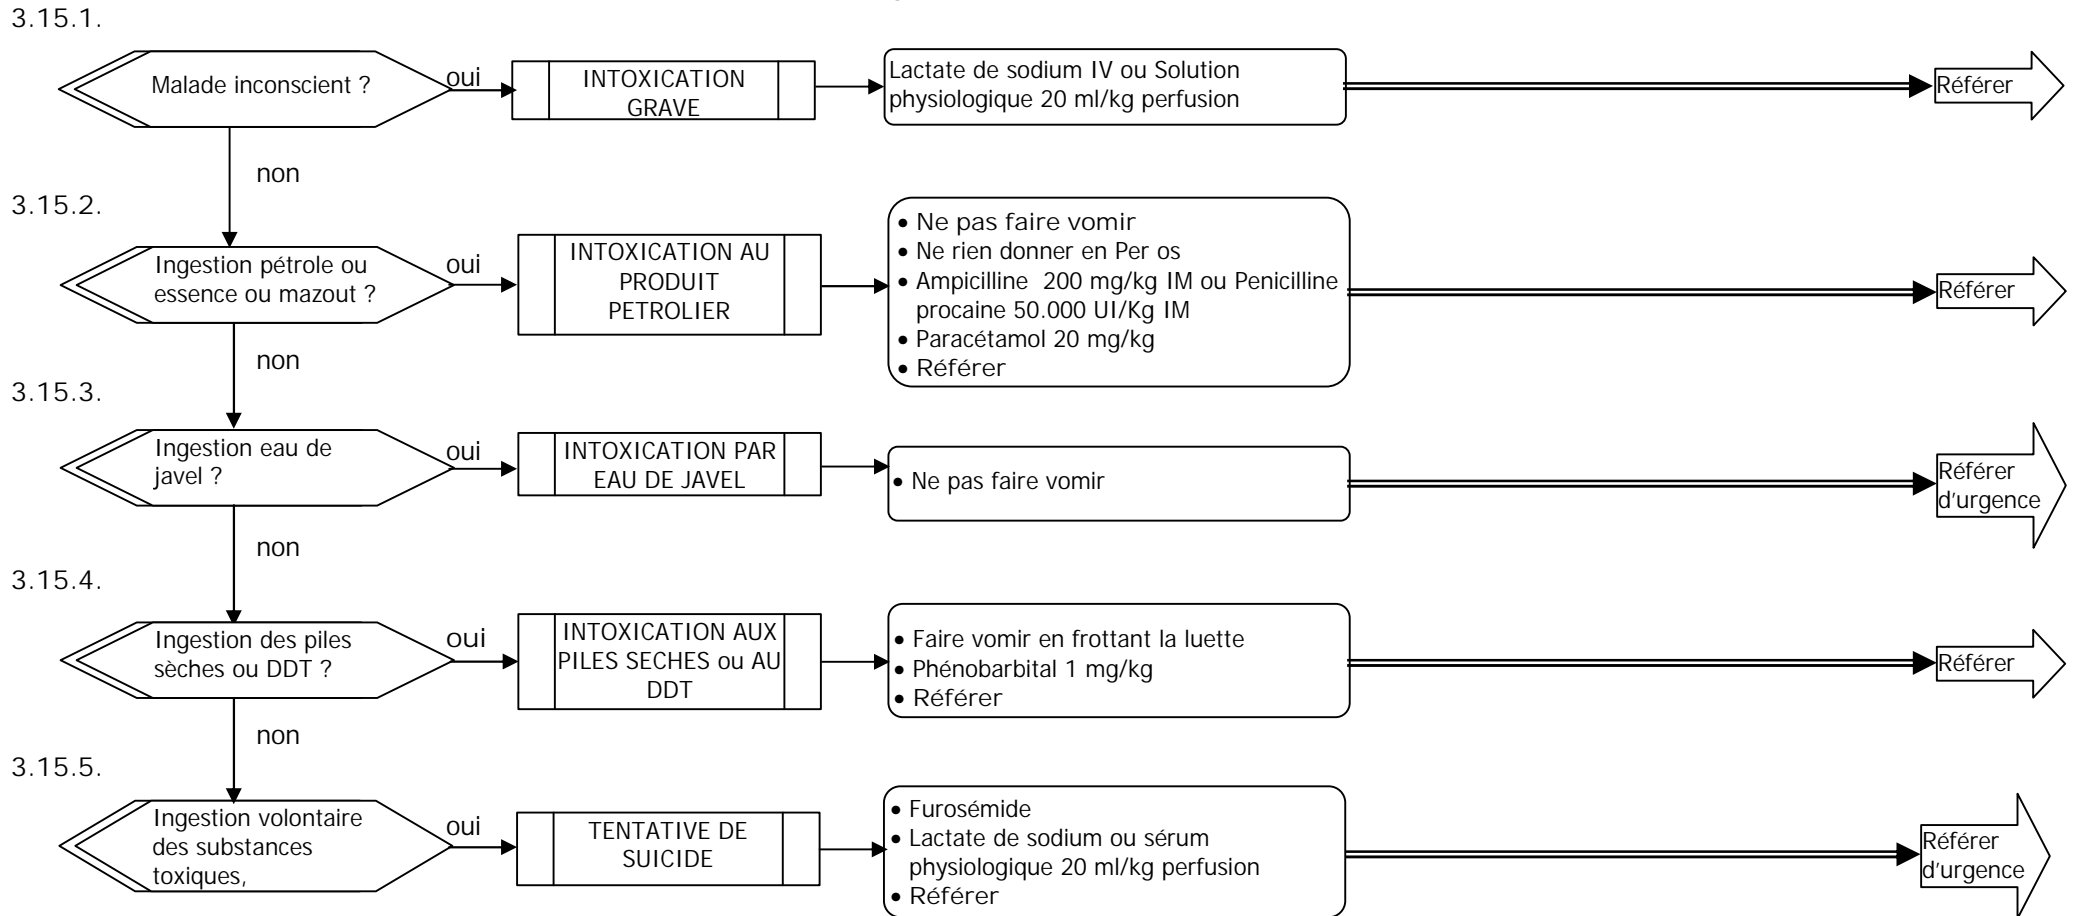 3.15.1.
Malade inconscient ?
oui
INTOXICATION
GRAVE
Lactate de sodium IV ou Solution
physiologique 20 ml/kg perfusion
Référer
non
3.15.2.
Ingestion pétrole ou
essence ou mazout ?
oui
INTOXICATION AU
PRODUIT
PETROLIER
• Ne pas faire vomir
• Ne rien donner en Per os
• Ampicilline 200 mg/kg IM ou Penicilline
procaine 50.000 UI/Kg IM
• Paracétamol 20 mg/kg
• Référer
Référer
non
3.15.3.
Ingestion eau de
javel ?
oui
INTOXICATION PAR
EAU DE JAVEL
• Ne pas faire vomir
Référer
d'urgence
non
3.15.4.
Ingestion des piles
sèches ou DDT ?
oui
INTOXICATION AUX
PILES SECHES ou AU
DDT
• Faire vomir en frottant la luette
• Phénobarbital 1 mg/kg
• Référer
Référer
non
3.15.5.
Ingestion volontaire
des substances
toxiques,
oui
TENTATIVE DE
SUICIDE
• Furosémide
• Lactate de sodium ou sérum
physiologique 20 ml/kg perfusion
• Référer
Référer
d'urgence